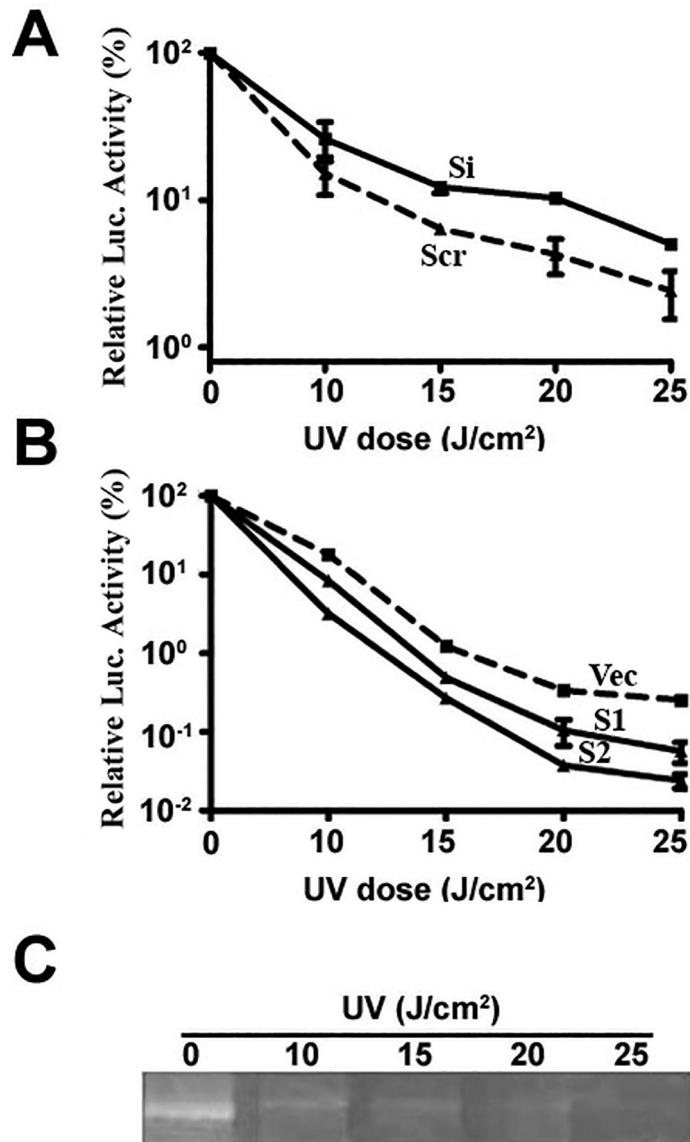 A
Relative Luc. Activity (%)
10²
10¹
10⁰
Si
Scr
0 10 15 20 25
UV dose (J/cm²)
B
Relative Luc. Activity (%)
10²
10¹
10⁰
10⁻¹
10⁻²
Vec
S1
S2
0 10 15 20 25
UV dose (J/cm²)
C
UV (J/cm²)
0 10 15 20 25